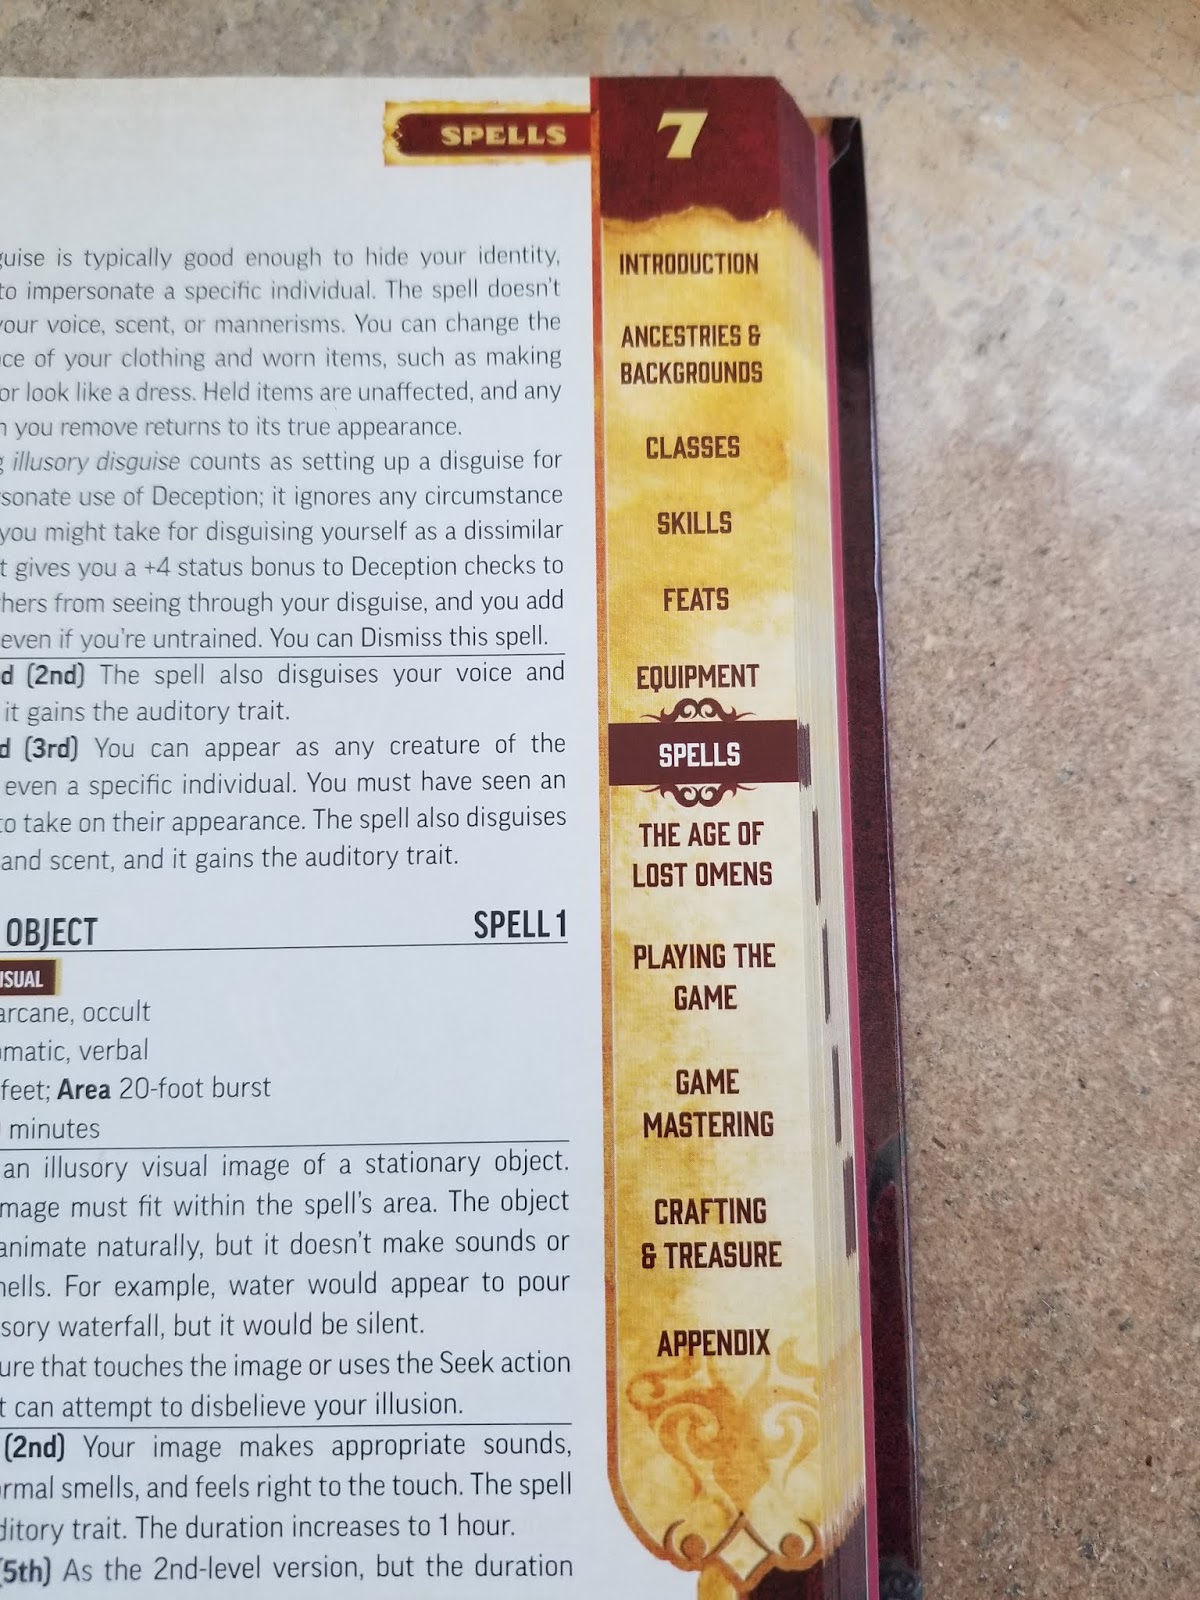 SPELLS
7
guise is typically good enough to hide your identity,
to impersonate a specific individual. The spell doesn't
your voice, scent, or mannerisms. You can change the
ce of your clothing and worn items, such as making
or look like a dress. Held items are unaffected, and any
you remove returns to its true appearance.
illusory disguise counts as setting up a disguise for
sonate use of Deception; it ignores any circumstance
you might take for disguising yourself as a dissimilar
t gives you a +4 status bonus to Deception checks to
hers from seeing through your disguise, and you add
even if you're untrained. You can Dismiss this spell.
d (2nd) The spell also disguises your voice and
it gains the auditory trait.
d (3rd) You can appear as any creature of the
even a specific individual. You must have seen an
to take on their appearance. The spell also disguises
and scent, and it gains the auditory trait.
OBJECT SPELL 1
ISUAL
arcane, occult
omatic, verbal
feet; Area 20-foot burst
minutes
an illusory visual image of a stationary object.
mage must fit within the spell's area. The object
animate naturally, but it doesn't make sounds or
mells. For example, water would appear to pour
sory waterfall, but it would be silent.
ure that touches the image or uses the Seek action
t can attempt to disbelieve your illusion.
(2nd) Your image makes appropriate sounds,
ormal smells, and feels right to the touch. The spell
ditory trait. The duration increases to 1 hour.
(5th) As the 2nd-level version, but the duration
INTRODUCTION
ANCESTRIES &
BACKGROUNDS
CLASSES
SKILLS
FEATS
EQUIPMENT
SPELLS
THE AGE OF
LOST OMENS
PLAYING THE
GAME
GAME
MASTERING
CRAFTING
& TREASURE
APPENDIX